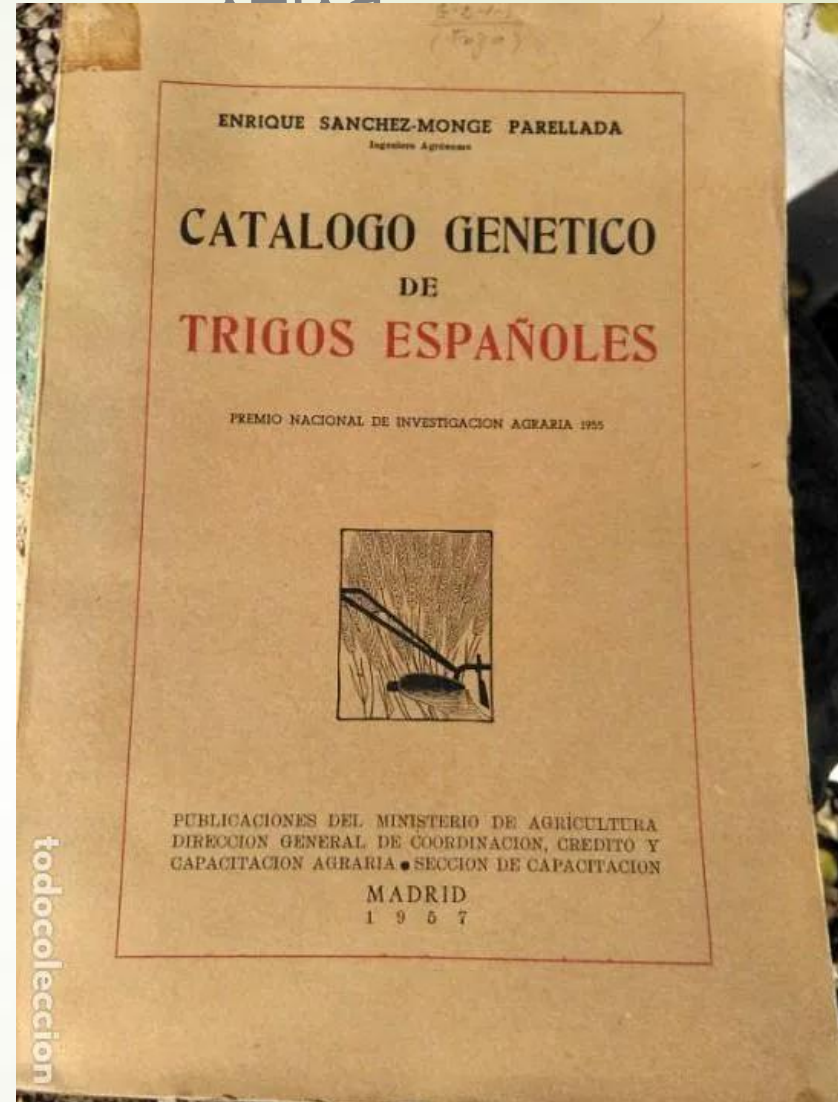 ENRIQUE SANCHEZ-MONGE PARELLADA
Ingeniero Agrónomo
CATALOGO GENETICO
DE
TRIGOS ESPAÑOLES
PREMIO NACIONAL DE INVESTIGACION AGRARIA 1955
PUBLICACIONES DEL MINISTERIO DE AGRICULTURA
DIRECCION GENERAL DE COORDINACION, CREDITO Y
CAPACITACION AGRARIA ● SECCION DE CAPACITACION
MADRID
1957
todocoleccion